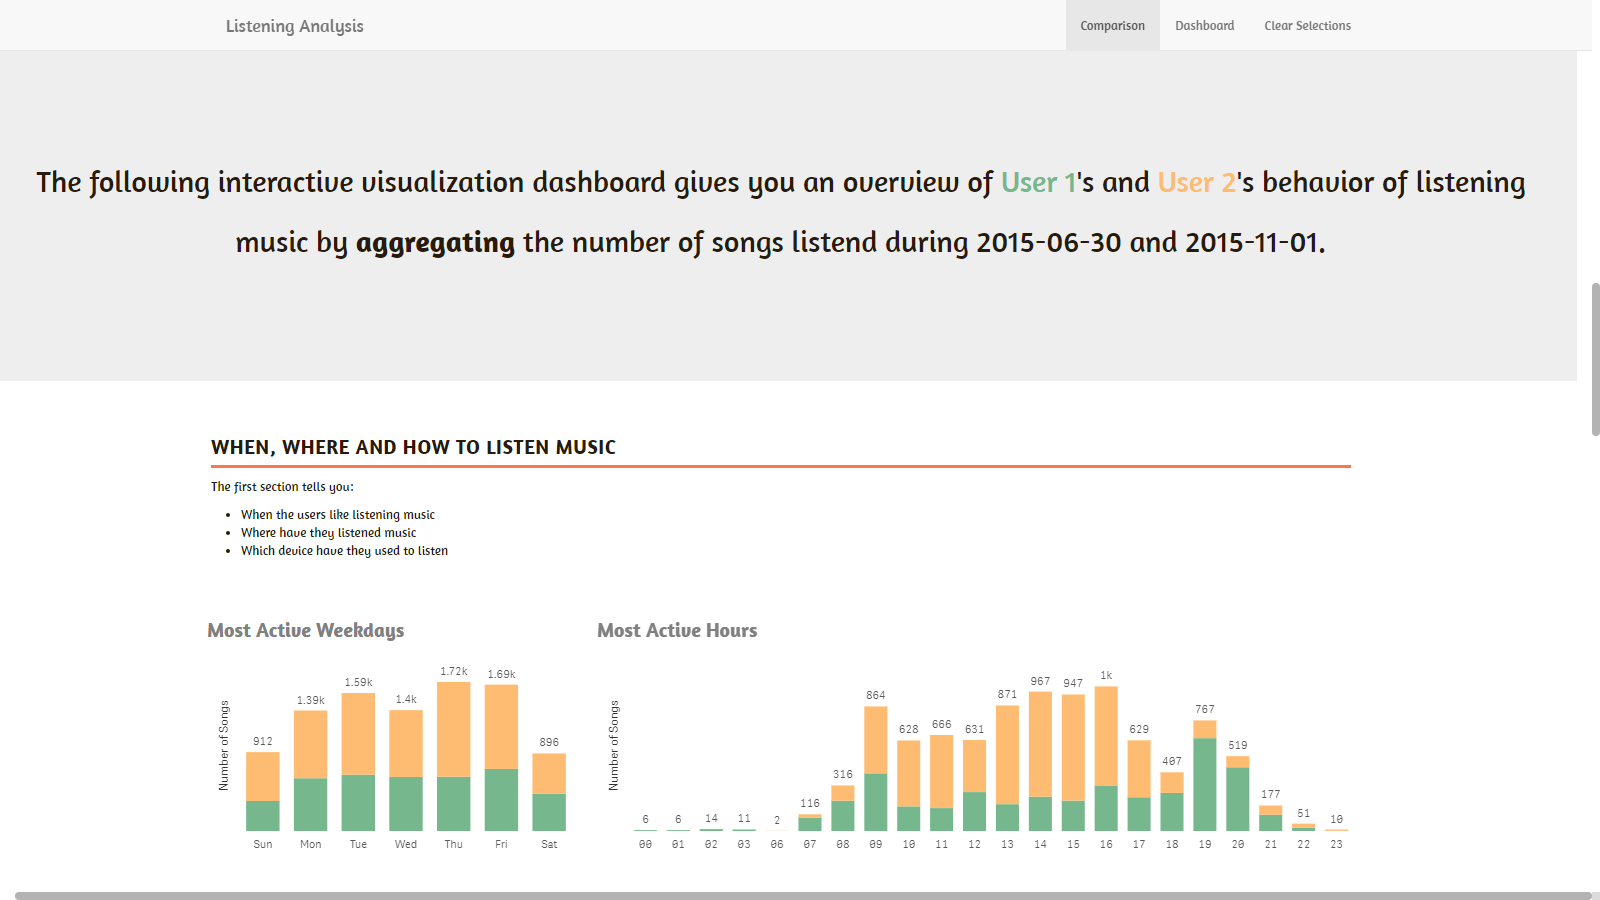 Listening Analysis
Comparison
Dashboard
Clear Selections
The following interactive visualization dashboard gives you an overview of User 1's and User 2's behavior of listening
music by aggregating the number of songs listend during 2015-06-30 and 2015-11-01.
WHEN, WHERE AND HOW TO LISTEN MUSIC
The first section tells you:
• When the users like listening music
• Where have they listened music
• Which device have they used to listen
Most Active Weekdays
Number of Songs
912 1.39k 1.59k 1.4k 1.72k 1.69k 896
Sun Mon Tue Wed Thu Fri Sat
Most Active Hours
Number of Songs
6 6 14 11 2 116 316 864 628 666 631 871 967 947 1k 629 407 767 519 177 51 10
00 01 02 03 06 07 08 09 10 11 12 13 14 15 16 17 18 19 20 21 22 23